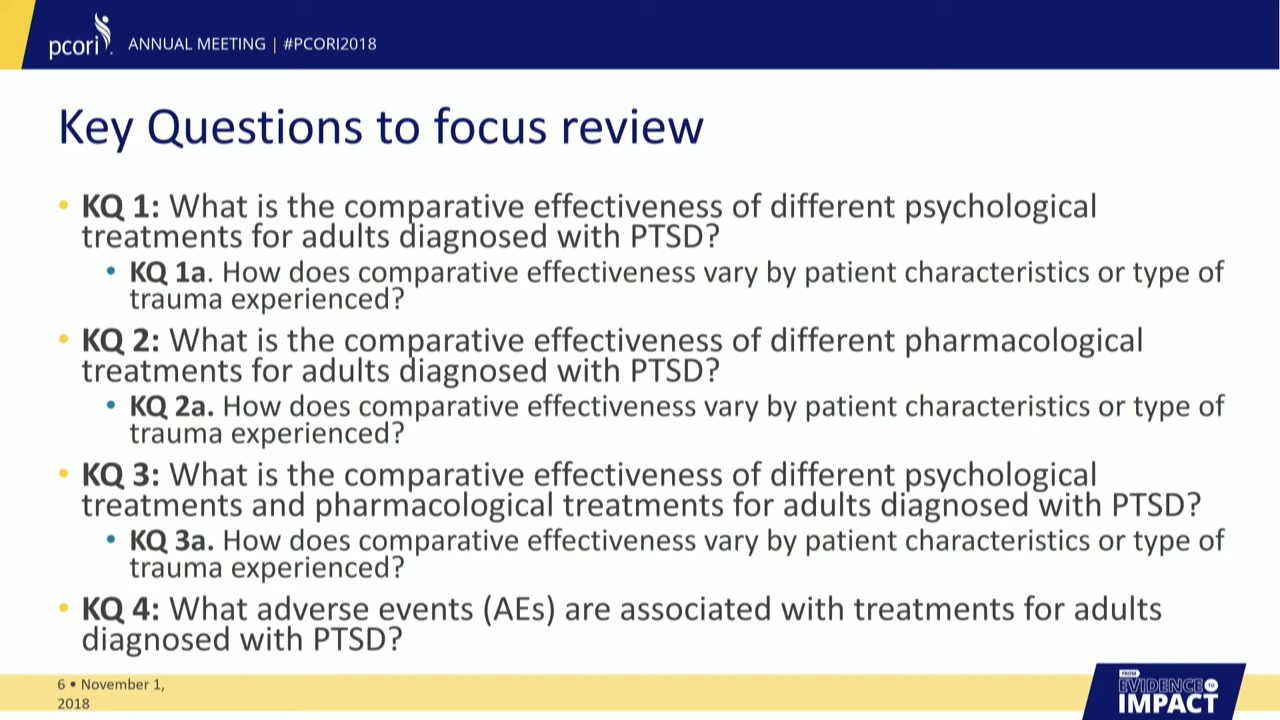 pcori
ANNUAL MEETING | #PCORI2018
Key Questions to focus review
• KQ 1: What is the comparative effectiveness of different psychological
treatments for adults diagnosed with PTSD?
• KQ 1a. How does comparative effectiveness vary by patient characteristics or type of
trauma experienced?
• KQ 2: What is the comparative effectiveness of different pharmacological
treatments for adults diagnosed with PTSD?
• KQ 2a. How does comparative effectiveness vary by patient characteristics or type of
trauma experienced?
• KQ 3: What is the comparative effectiveness of different psychological
treatments and pharmacological treatments for adults diagnosed with PTSD?
• KQ 3a. How does comparative effectiveness vary by patient characteristics or type of
trauma experienced?
• KQ 4: What adverse events (AEs) are associated with treatments for adults
diagnosed with PTSD?
6 • November 1,
2018
FROM
EVIDENCE TO
IMPACT